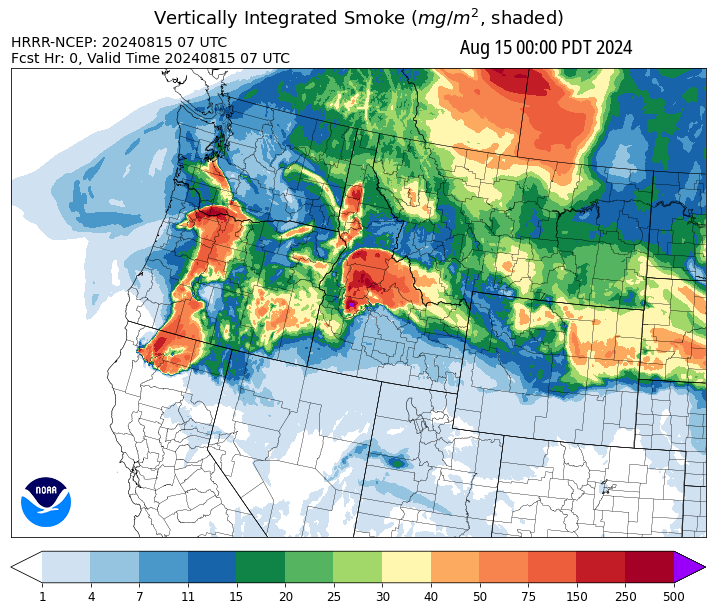 Vertically Integrated Smoke (mg/m², shaded)
HRRR-NCEP: 20240815 07 UTC
Aug 15 00:00 PDT 2024
Fcst Hr: 0, Valid Time 20240815 07 UTC
NOAA
1 4 7 11 15 20 25 30 40 50 75 150 250 500